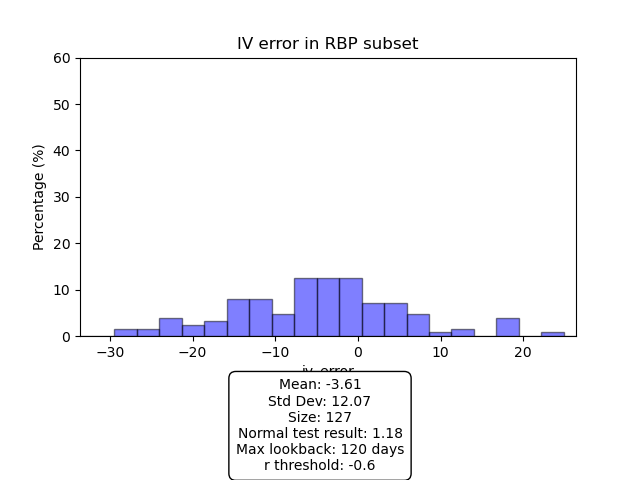 IV error in RBP subset
Percentage (%)
60
50
40
30
20
10
0
−30
−20
−10
0
10
20
iv_error
Mean: -3.61
Std Dev: 12.07
Size: 127
Normal test result: 1.18
Max lookback: 120 days
r threshold: -0.6